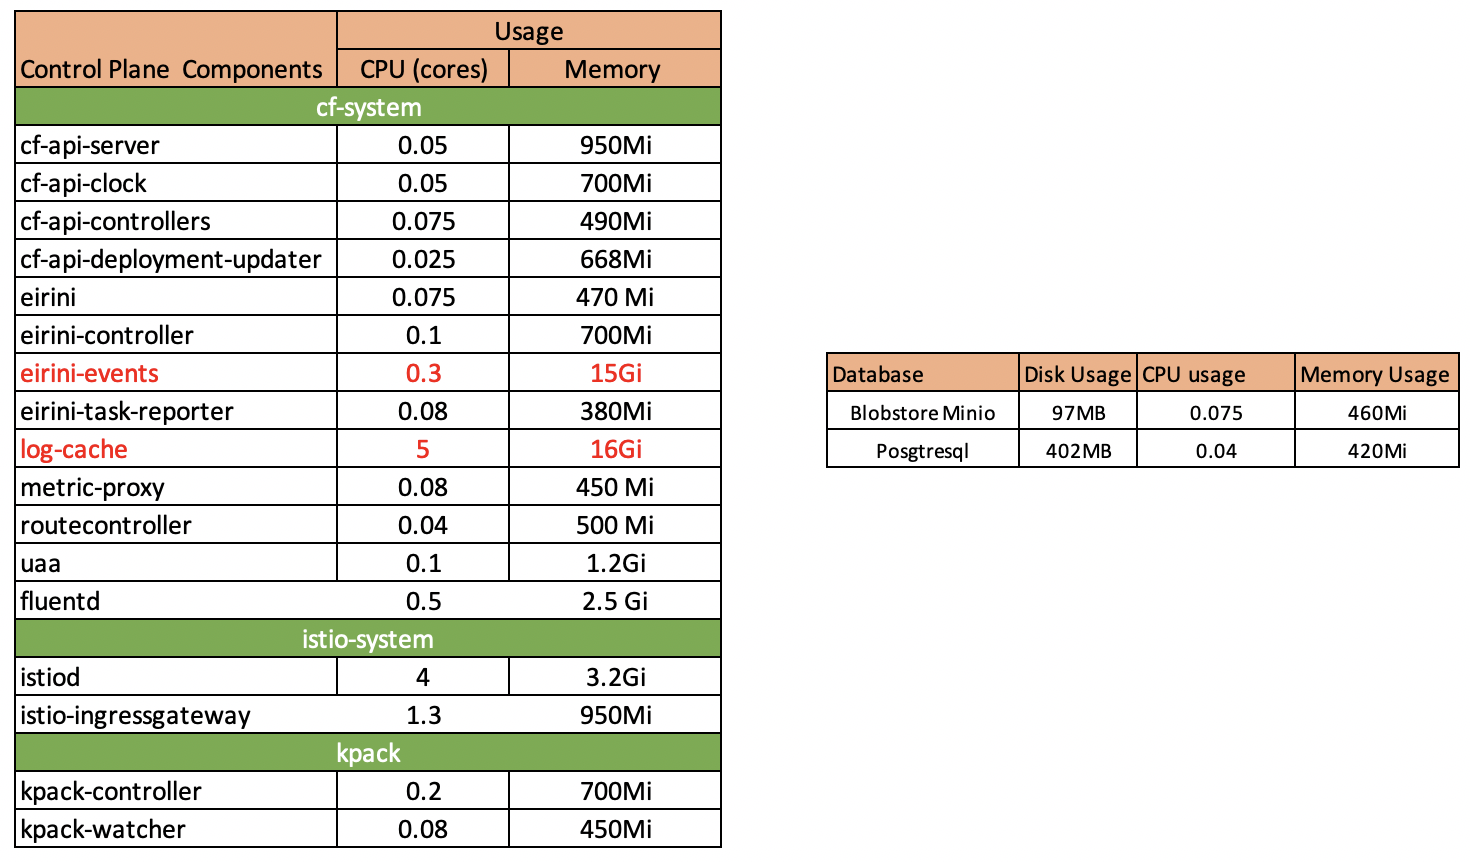 Usage
Control Plane  Components CPU (cores) Memory
cf-system
cf-api-server 0.05 950Mi
cf-api-clock 0.05 700Mi
cf-api-controllers 0.075 490Mi
cf-api-deployment-updater 0.025 668Mi
eirini 0.075 470 Mi
eirini-controller 0.1 700Mi
eirini-events 0.3 15Gi
eirini-task-reporter 0.08 380Mi
log-cache 5 16Gi
metric-proxy 0.08 450 Mi
routecontroller 0.04 500 Mi
uaa 0.1 1.2Gi
fluentd 0.5 2.5 Gi
istio-system
istiod 4 3.2Gi
istio-ingressgateway 1.3 950Mi
kpack
kpack-controller 0.2 700Mi
kpack-watcher 0.08 450Mi
Database Disk Usage CPU usage Memory Usage
Blobstore Minio 97MB 0.075 460Mi
Posgtresql 402MB 0.04 420Mi